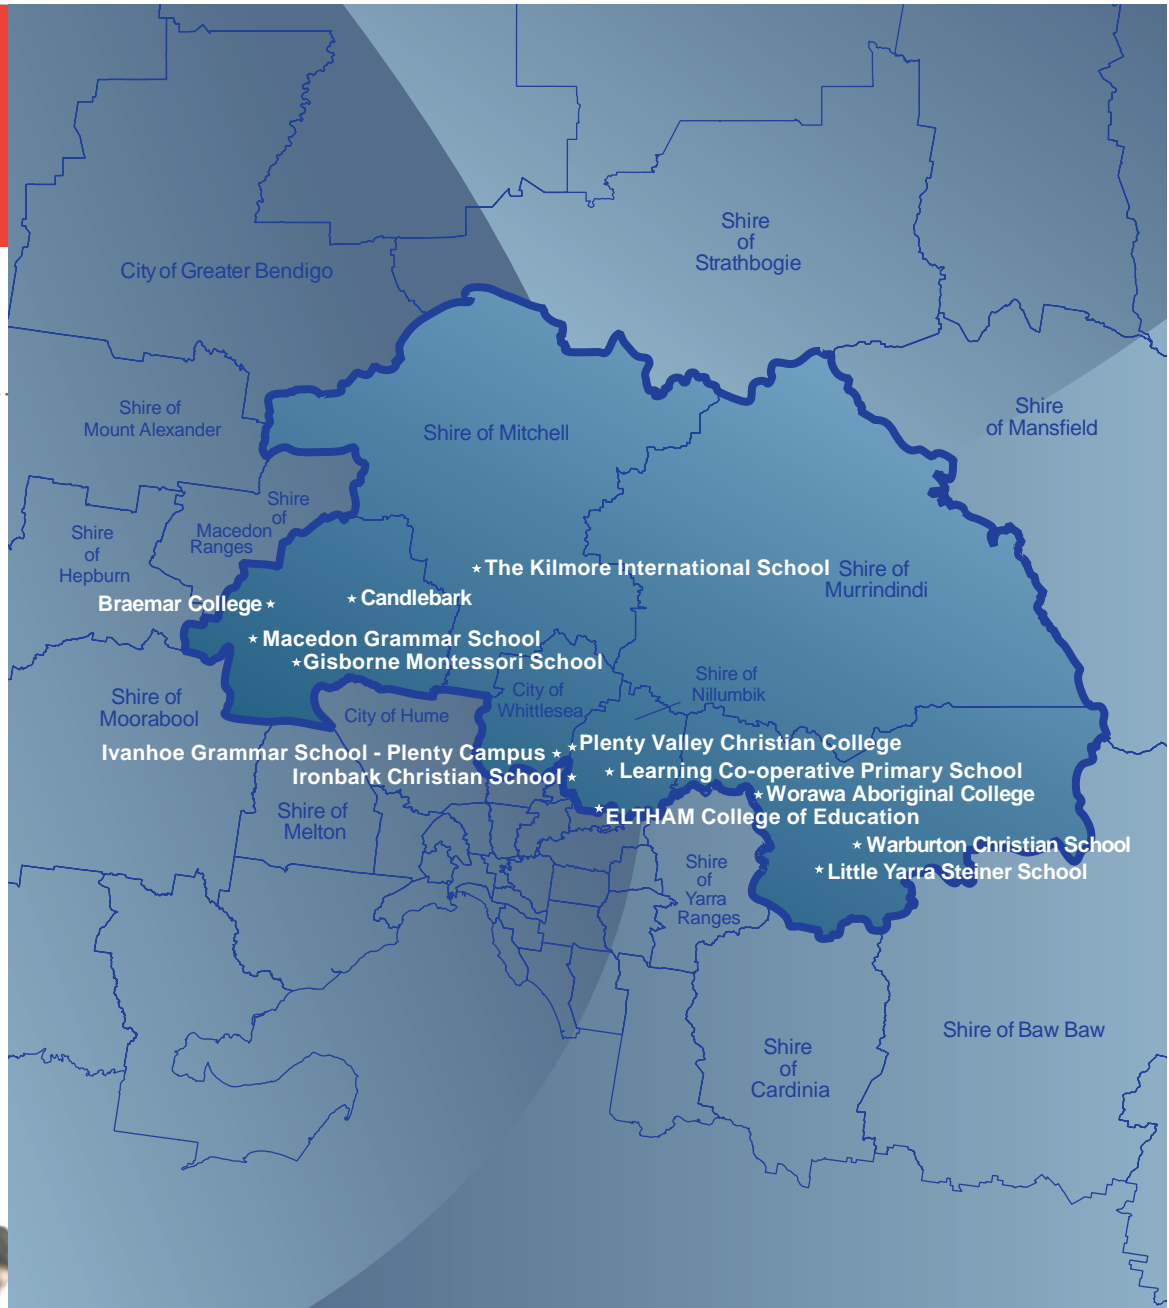 Shire
of
Strathbogie
City of Greater Bendigo
Shire of
Mount Alexander
Shire of Mitchell
Shire
of Mansfield
Shire
of
Macedon
Ranges
Shire
of
Hepburn
The Kilmore International School
Shire of
Murrindindi
Braemar College
Candlebark
Macedon Grammar School
Gisborne Montessori School
Shire of
Moorabool
City of Hume
City of
Whittlesea
Shire of
Nillumbik
Ivanhoe Grammar School - Plenty Campus
Plenty Valley Christian College
Ironbark Christian School
Learning Co-operative Primary School
Worawa Aboriginal College
ELTHAM College of Education
Shire of
Melton
Warburton Christian School
Little Yarra Steiner School
Shire
of
Yarra
Ranges
Shire of Baw Baw
Shire
of
Cardinia